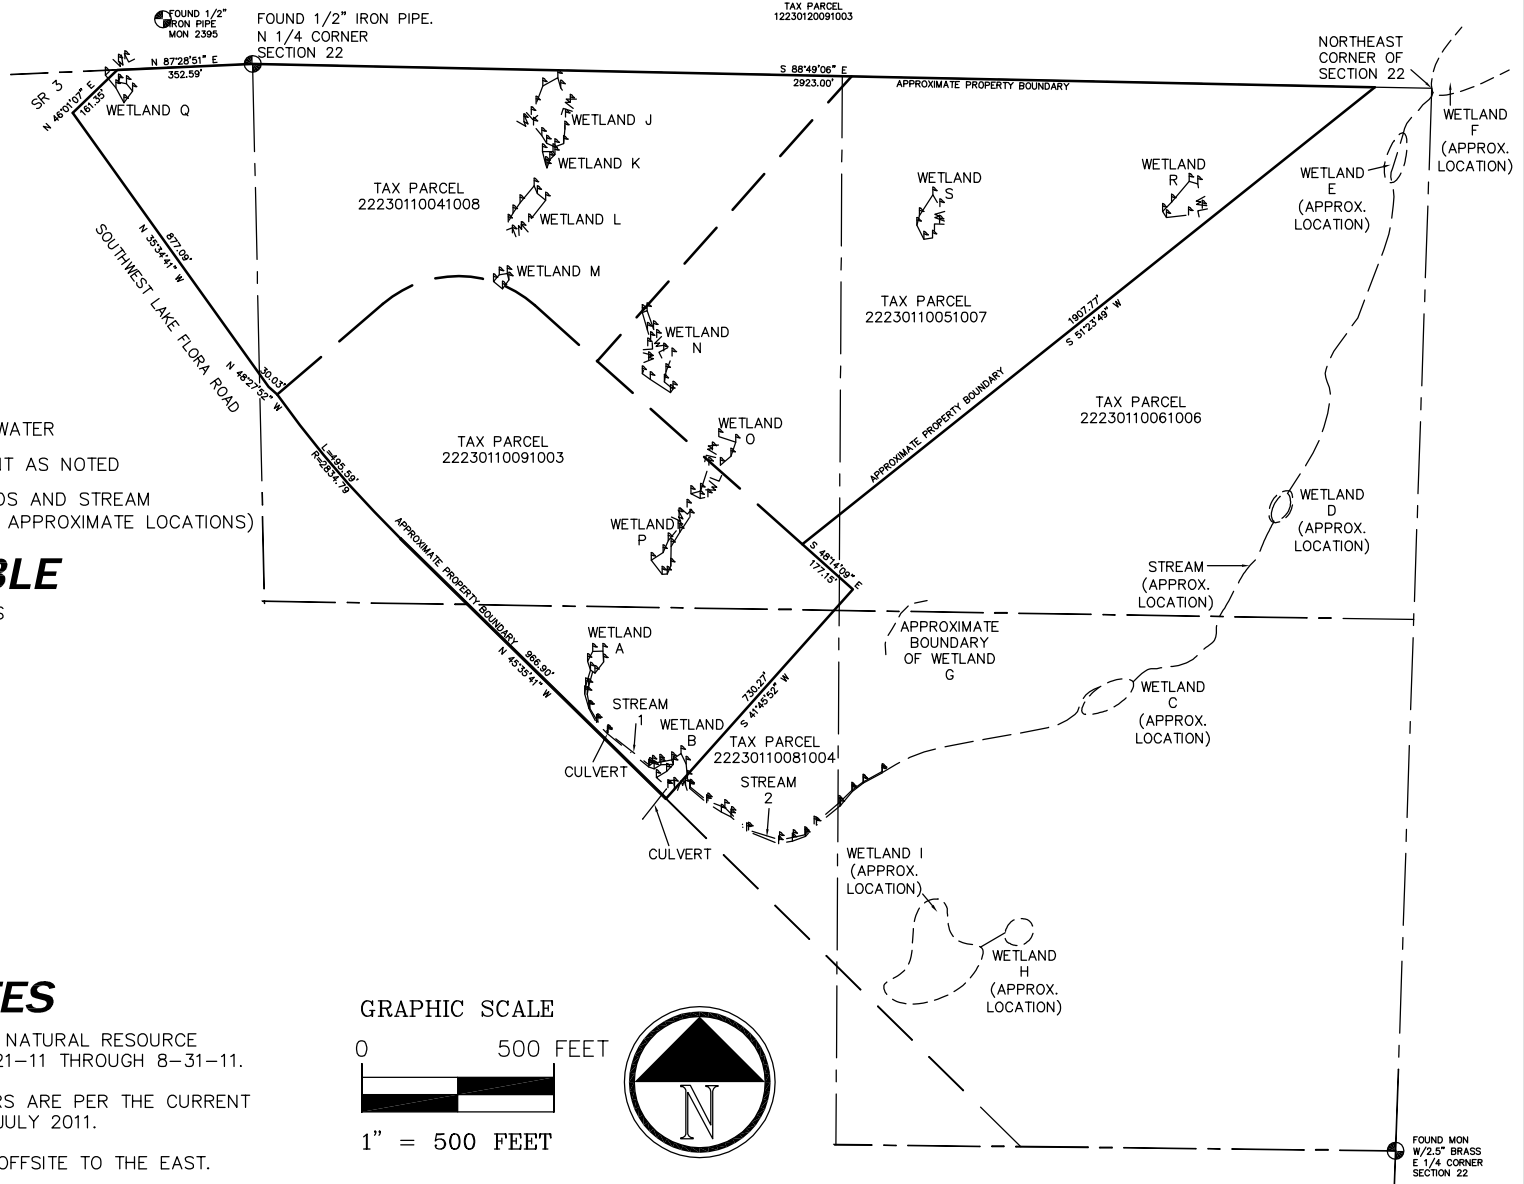 TAX PARCEL
12230120091003
FOUND 1/2" 
IRON PIPE
MON 2395
FOUND 1/2" IRON PIPE.
N 1/4 CORNER
SECTION 22
N 87°28'51" E
352.59'
S 88°49'06" E
2923.00'
APPROXIMATE PROPERTY BOUNDARY
NORTHEAST
CORNER OF
SECTION 22
SR 3
N 46°01'07" E
161.35'
WETLAND Q
WETLAND J
WETLAND K
WETLAND L
WETLAND M
TAX PARCEL
22230110041008
WETLAND
S
WETLAND
R
WETLAND
E
(APPROX.
LOCATION)
WETLAND
F
(APPROX.
LOCATION)
877.09'
N 35°34'41" W
SOUTHWEST LAKE FLORA ROAD
30.03'
N 48°27'52" W
WETLAND
N
TAX PARCEL
22230110051007
1907.77'
S 51°23'49" W
APPROXIMATE PROPERTY BOUNDARY
TAX PARCEL
22230110061006
WATER
IT AS NOTED
DS AND STREAM
APPROXIMATE LOCATIONS)
BLE
S
L=495.59'
R=2834.79
TAX PARCEL
22230110091003
WETLAND
O
WETLAND
P
APPROXIMATE PROPERTY BOUNDARY
S 48°14'09" E
177.15'
WETLAND
D
(APPROX.
LOCATION)
STREAM
(APPROX.
LOCATION)
WETLAND
A
966.90'
N 45°35'41" W
APPROXIMATE
BOUNDARY
OF WETLAND
G
STREAM
1
WETLAND
B
730.27'
S 41°45'52" W
WETLAND
C
(APPROX.
LOCATION)
TAX PARCEL
22230110081004
CULVERT
STREAM
2
CULVERT
WETLAND I
(APPROX.
LOCATION)
WETLAND
H
(APPROX.
LOCATION)
TES
NATURAL RESOURCE
21-11 THROUGH 8-31-11.
RS ARE PER THE CURRENT
JULY 2011.
OFFSITE TO THE EAST.
GRAPHIC SCALE
0 500 FEET
1" = 500 FEET
N
FOUND MON
W/2.5" BRASS
E 1/4 CORNER
SECTION 22